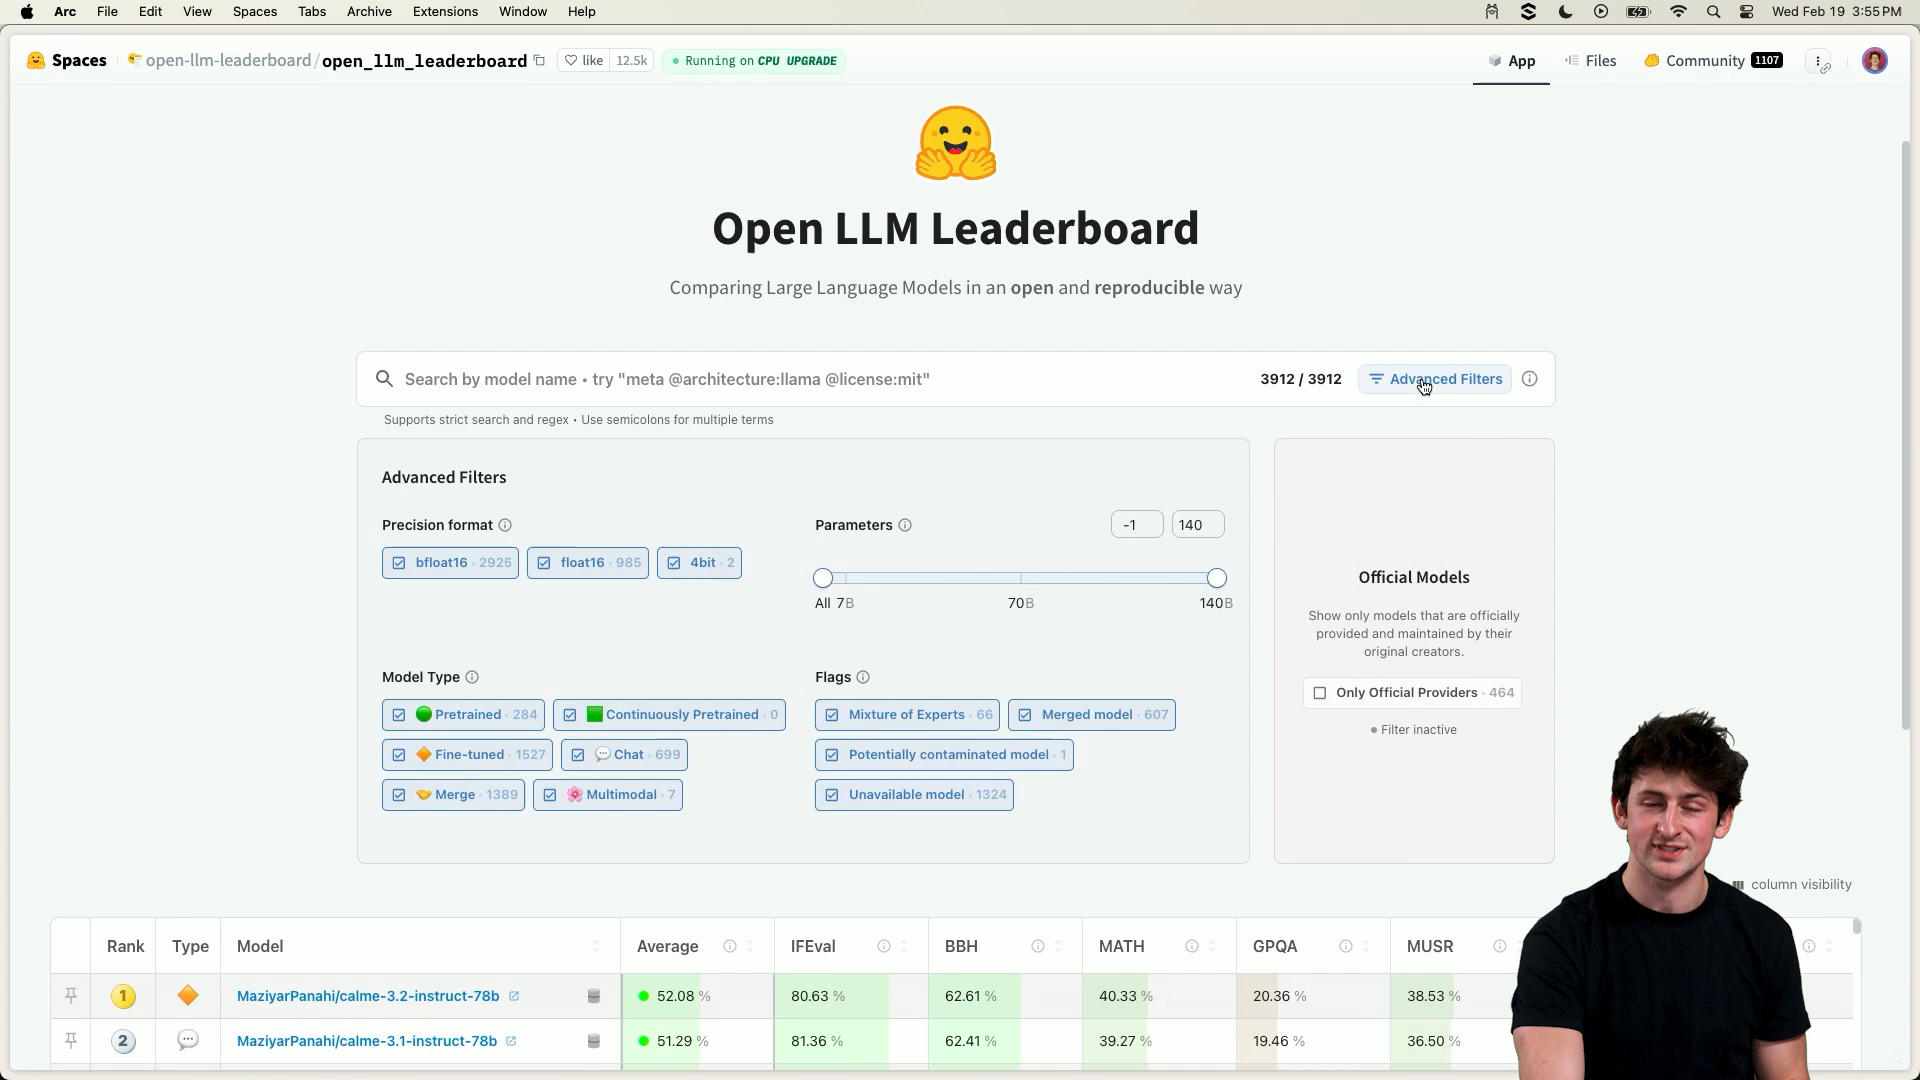 Arc File Edit View Spaces Tabs Archive Extensions Window Help Wed Feb 19 3:55 PM
Spaces open-llm-leaderboard/open_llm_leaderboard like 12.5k Running on CPU UPGRADE App Files Community 1107
Open LLM Leaderboard
Comparing Large Language Models in an open and reproducible way
Search by model name • try "meta @architecture:llama @license:mit" 3912 / 3912 Advanced Filters
Supports strict search and regex • Use semicolons for multiple terms
Advanced Filters
Precision format
bfloat16 • 2925 float16 • 985 4bit • 2
Parameters -1 140
All 7B 70B 140B
Model Type
Pretrained • 284 Continuously Pretrained • 0
Fine-tuned • 1527 Chat • 699
Merge • 1389 Multimodal • 7
Flags
Mixture of Experts • 66 Merged model • 607
Potentially contaminated model • 1
Unavailable model • 1324
Official Models
Show only models that are officially
provided and maintained by their
original creators.
Only Official Providers • 464
• Filter inactive
column visibility
Rank Type Model Average IFEval BBH MATH GPQA MUSR
1 MaziyarPanahi/calme-3.2-instruct-78b 52.08 % 80.63 % 62.61 % 40.33 % 20.36 % 38.53 %
2 MaziyarPanahi/calme-3.1-instruct-78b 51.29 % 81.36 % 62.41 % 39.27 % 19.46 % 36.50 %